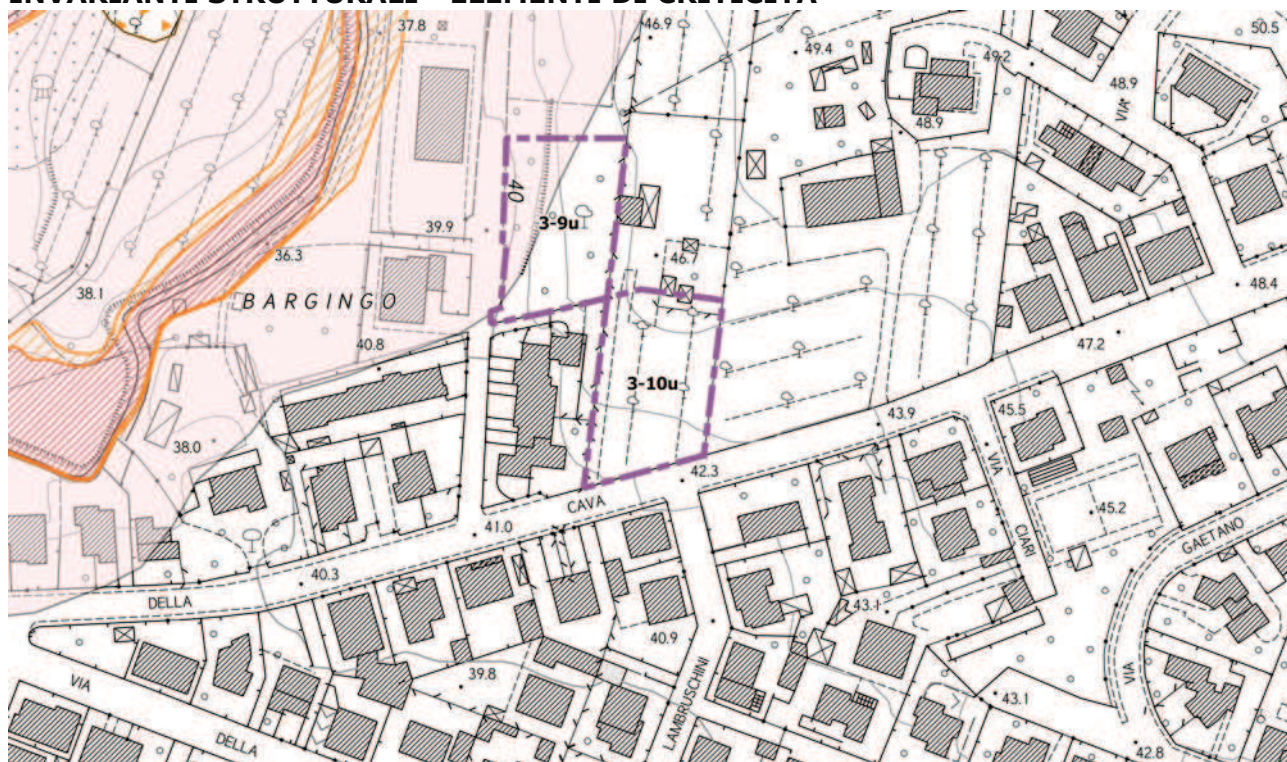 INVARIANTE STRUTTURALE - ELEMENTI DI CRITICITÀ
37.8
46.9
49.4
49.2
50.5
48.9
VIA
48.9
40
3-9u
39.9
36.3
46.7
38.1
BARGINGO
48.4
40.8
47.2
3-10u
45.5
43.9
38.0
42.3
VIA
CAVA
41.0
45.2
CIARI
GAETANO
40.3
DELLA
43.1
40.9
39.8
VIA
LAMBRUSCHINI
VIA
43.1
DELLA
42.8